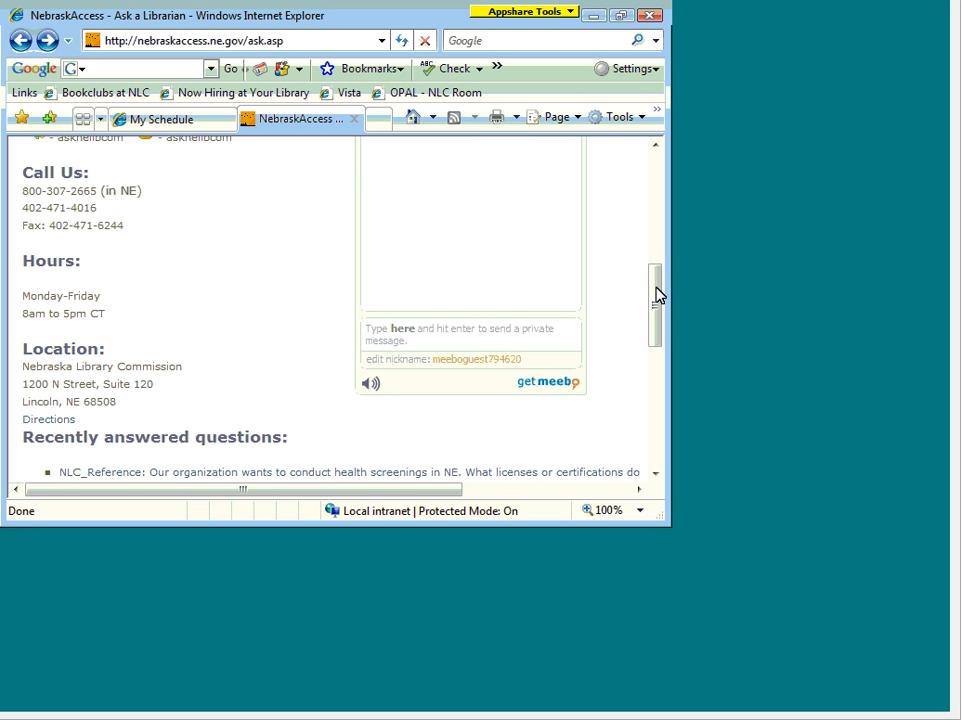 NebraskAccess - Ask a Librarian - Windows Internet Explorer
Appshare Tools
http://nebraskaccess.ne.gov/ask.asp
Google
Google G Go Bookmarks ABC Check » Settings
Links Bookclubs at NLC Now Hiring at Your Library Vista OPAL - NLC Room
My Schedule NebraskAccess ... Page Tools »
- askhelpcom - askhelpcom
Call Us:
800-307-2665 (in NE)
402-471-4016
Fax: 402-471-6244
Hours:
Monday-Friday
8am to 5pm CT
Type here and hit enter to send a private
message.
edit nickname: meeboguest794620
get meebo
Location:
Nebraska Library Commission
1200 N Street, Suite 120
Lincoln, NE 68508
Directions
Recently answered questions:
NLC_Reference: Our organization wants to conduct health screenings in NE. What licenses or certifications do
Done Local intranet | Protected Mode: On 100%